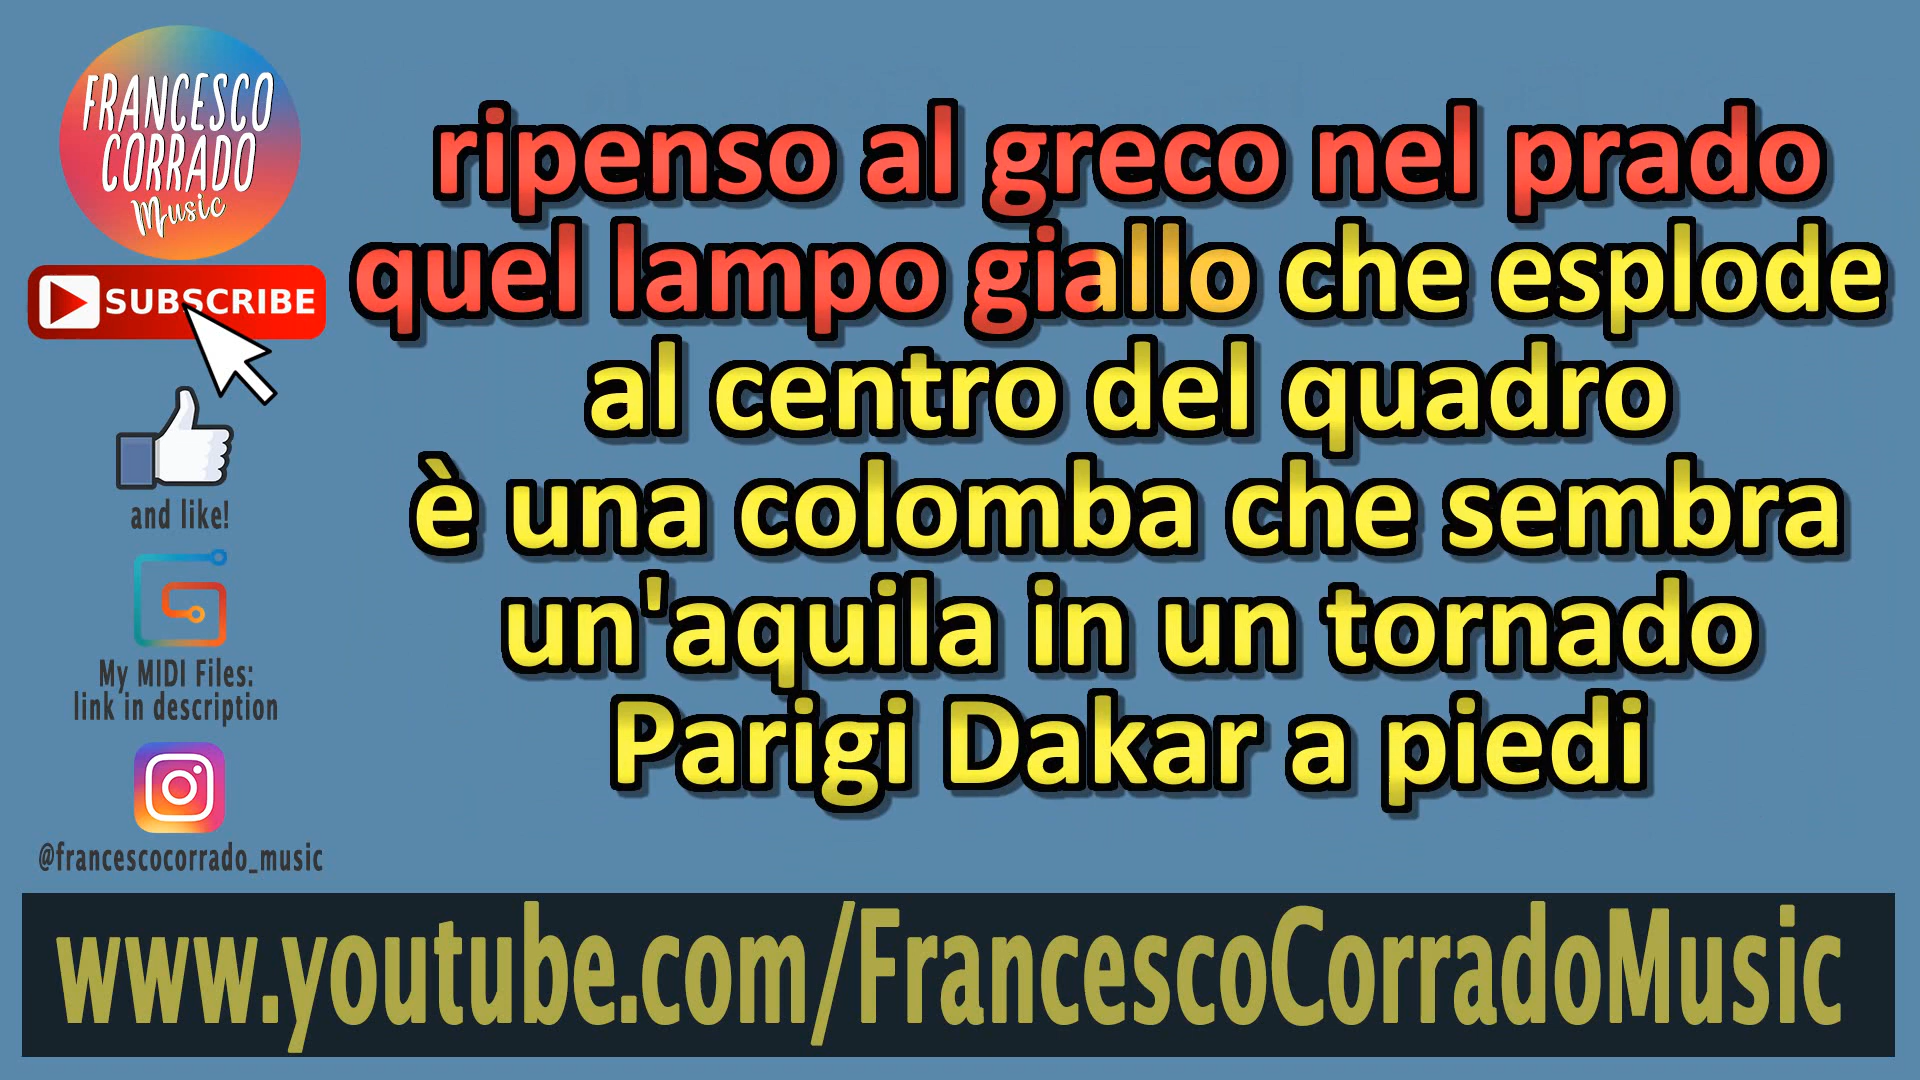 FRANCESCO
CORRADO
Music
SUBSCRIBE
and like!
My MIDI Files:
link in description
@francescocorrado_music
ripenso al greco nel prado
quel lampo giallo che esplode
al centro del quadro
è una colomba che sembra
un'aquila in un tornado
Parigi Dakar a piedi
www.youtube.com/FrancescoCorradoMusic